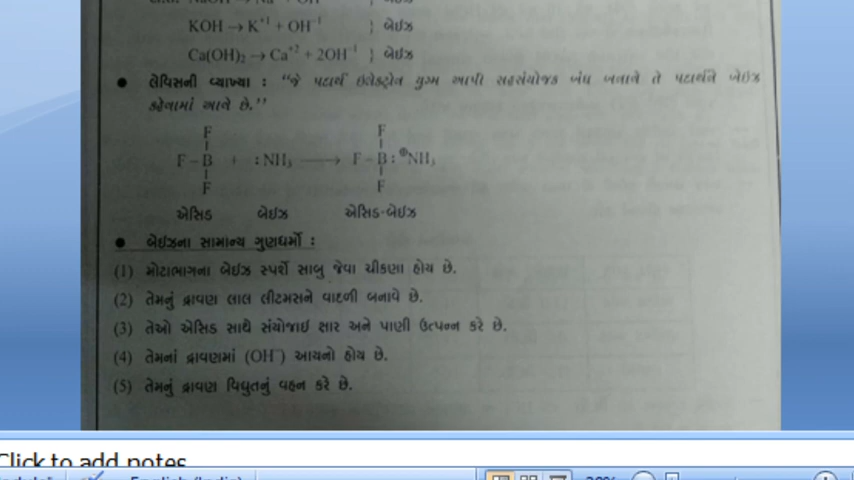 KOH → K⁺¹ + OH⁻¹ } બેઇઝ
Ca(OH)₂ → Ca⁺² + 2OH⁻¹ } બેઇઝ
● લેવિસની વ્યાખ્યા : “જે પદાર્થ ઇલેક્ટ્રોન યુગ્મ આપી સહસંયોજક બંધ બનાવે તે પદાર્થને બેઇઝ
કહેવામાં આવે છે.”
F F
F – B + : NH₃ ⟶ F – B : NH₃
F F
એસિડ બેઇઝ એસિડ-બેઇઝ
● બેઇઝના સામાન્ય ગુણધર્મો :
(1) મોટાભાગના બેઇઝ સ્પર્શે સાબુ જેવા ચીકણા હોય છે.
(2) તેમનું દ્રાવણ લાલ લીટમસને વાદળી બનાવે છે.
(3) તેઓ એસિડ સાથે સંયોજાઈ ક્ષાર અને પાણી ઉત્પન્ન કરે છે.
(4) તેમનાં દ્રાવણમાં (OH⁻) આયનો હોય છે.
(5) તેમનું દ્રાવણ વિદ્યુતનું વહન કરે છે.
Click to add notes
English (India)